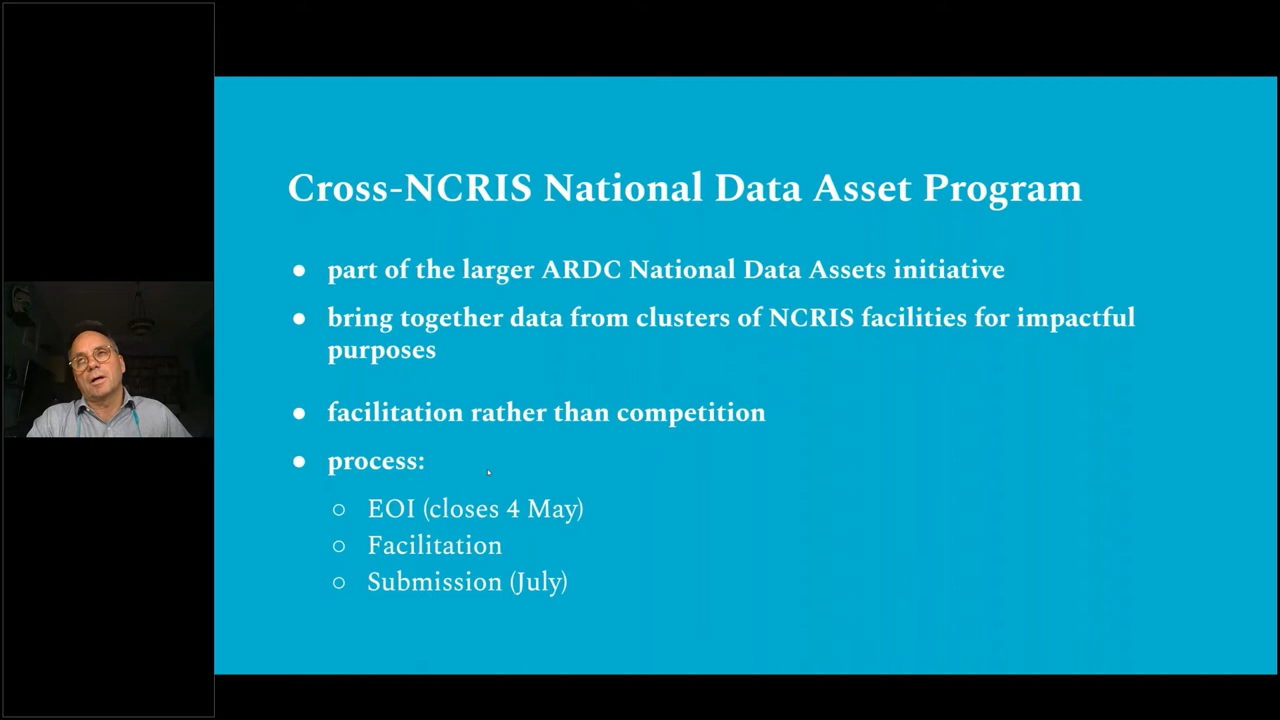 Cross-NCRIS National Data Asset Program
● part of the larger ARDC National Data Assets initiative
● bring together data from clusters of NCRIS facilities for impactful
purposes
● facilitation rather than competition
● process:
○ EOI (closes 4 May)
○ Facilitation
○ Submission (July)